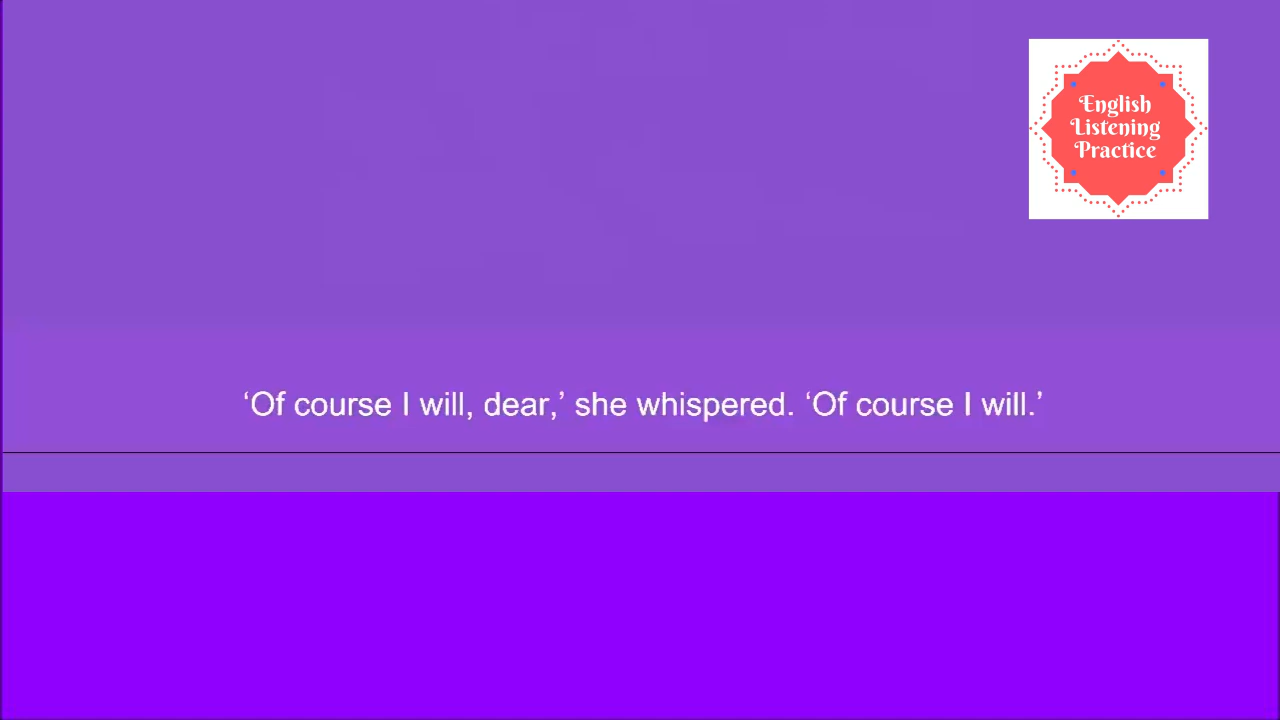 English
Listening
Practice
‘Of course I will, dear,’ she whispered. ‘Of course I will.’